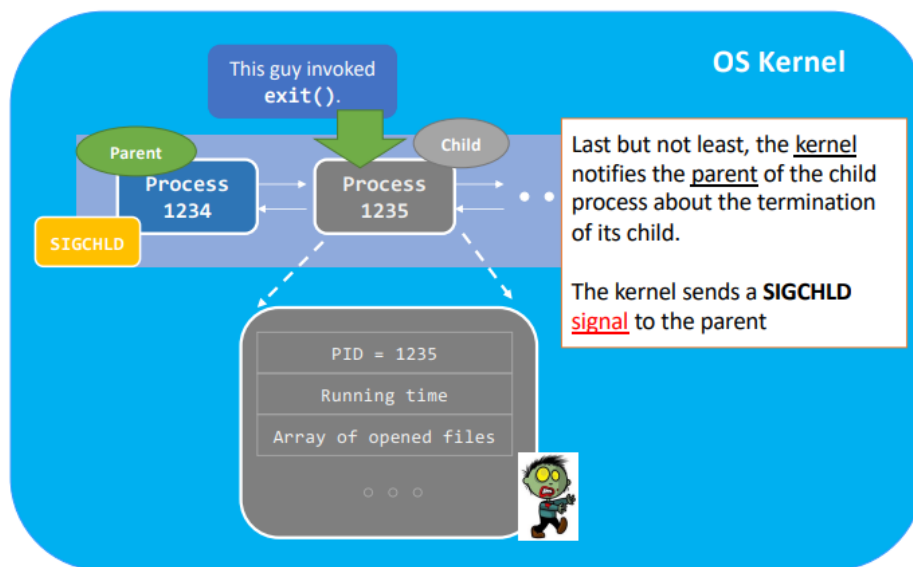 OS Kernel
This guy invoked
exit().
Parent
Child
Process
1234
Process
1235
SIGCHLD
Last but not least, the kernel
notifies the parent of the child
process about the termination
of its child.
The kernel sends a SIGCHLD
signal to the parent
PID = 1235
Running time
Array of opened files